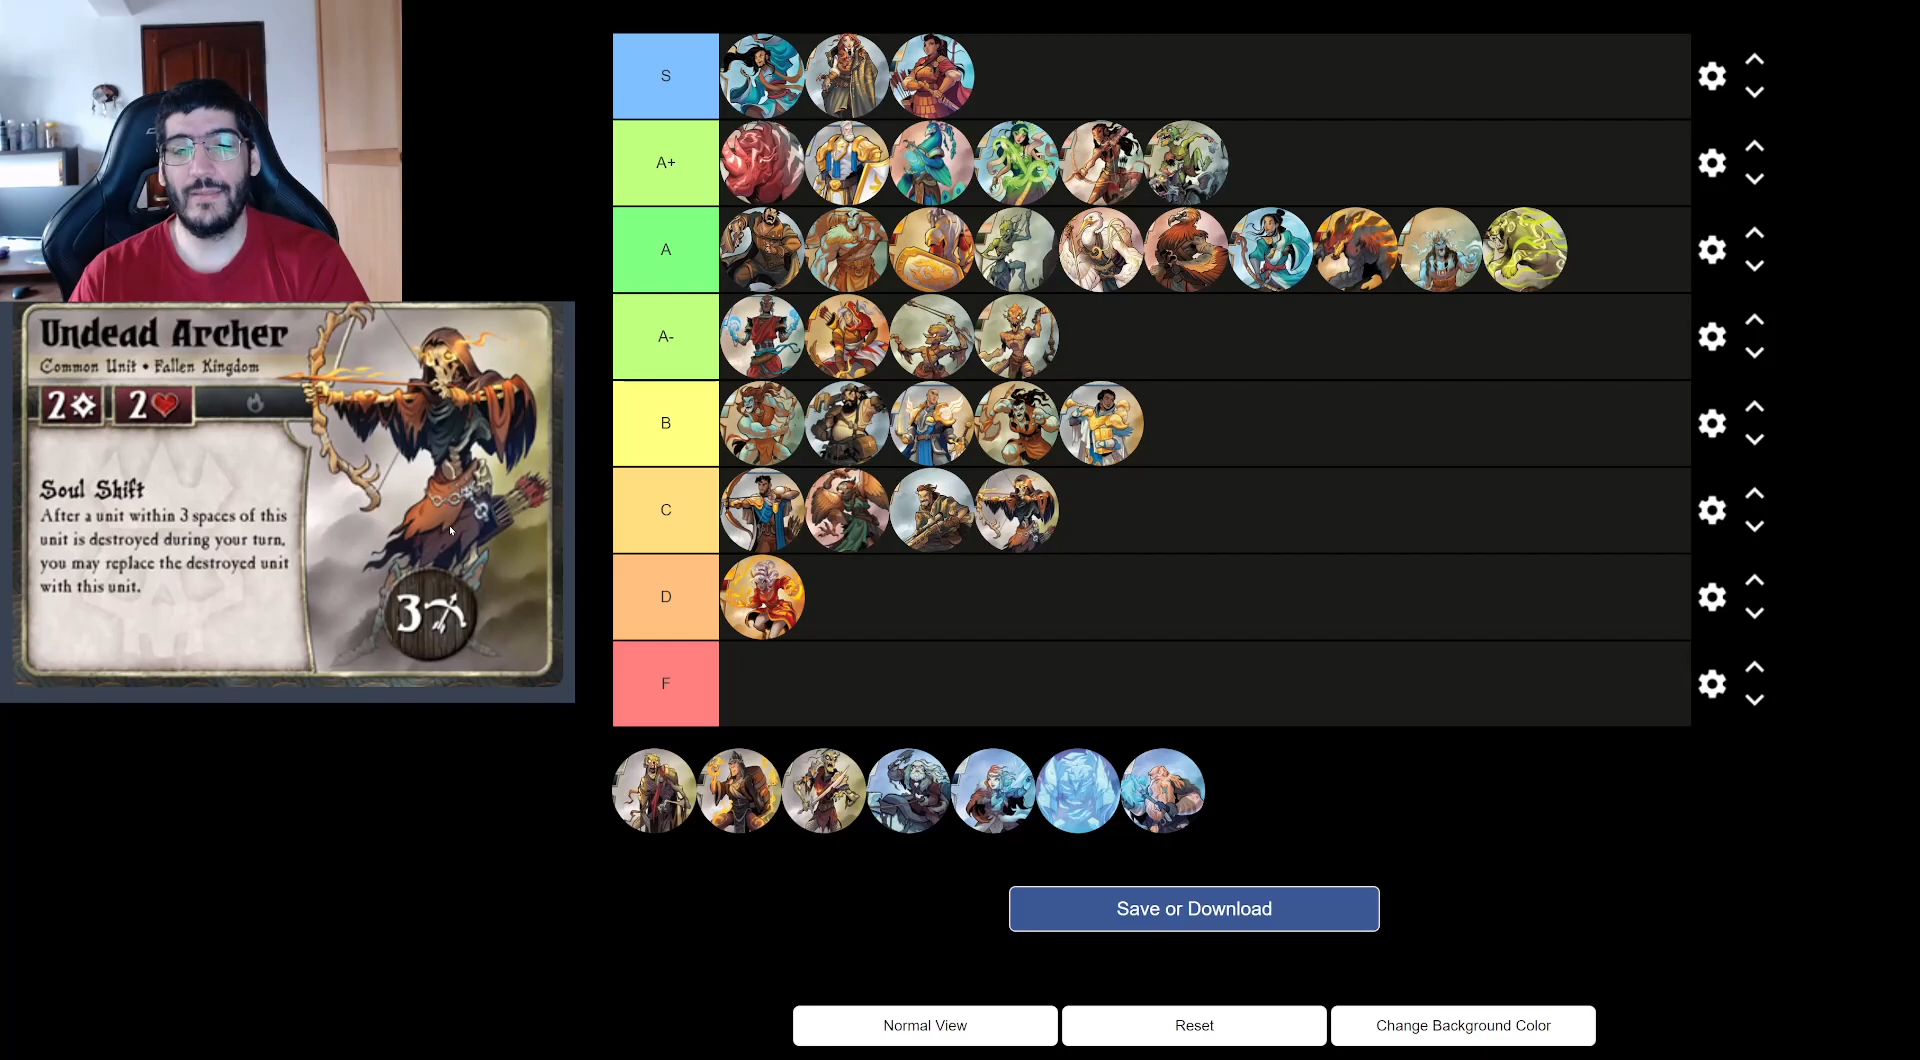 Undead Archer
Common Unit • Fallen Kingdom
2 2
Soul Shift
After a unit within 3 spaces of this
unit is destroyed during your turn,
you may replace the destroyed unit
with this unit.
3
S
A+
A
A-
B
C
D
F
Save or Download
Normal View
Reset
Change Background Color